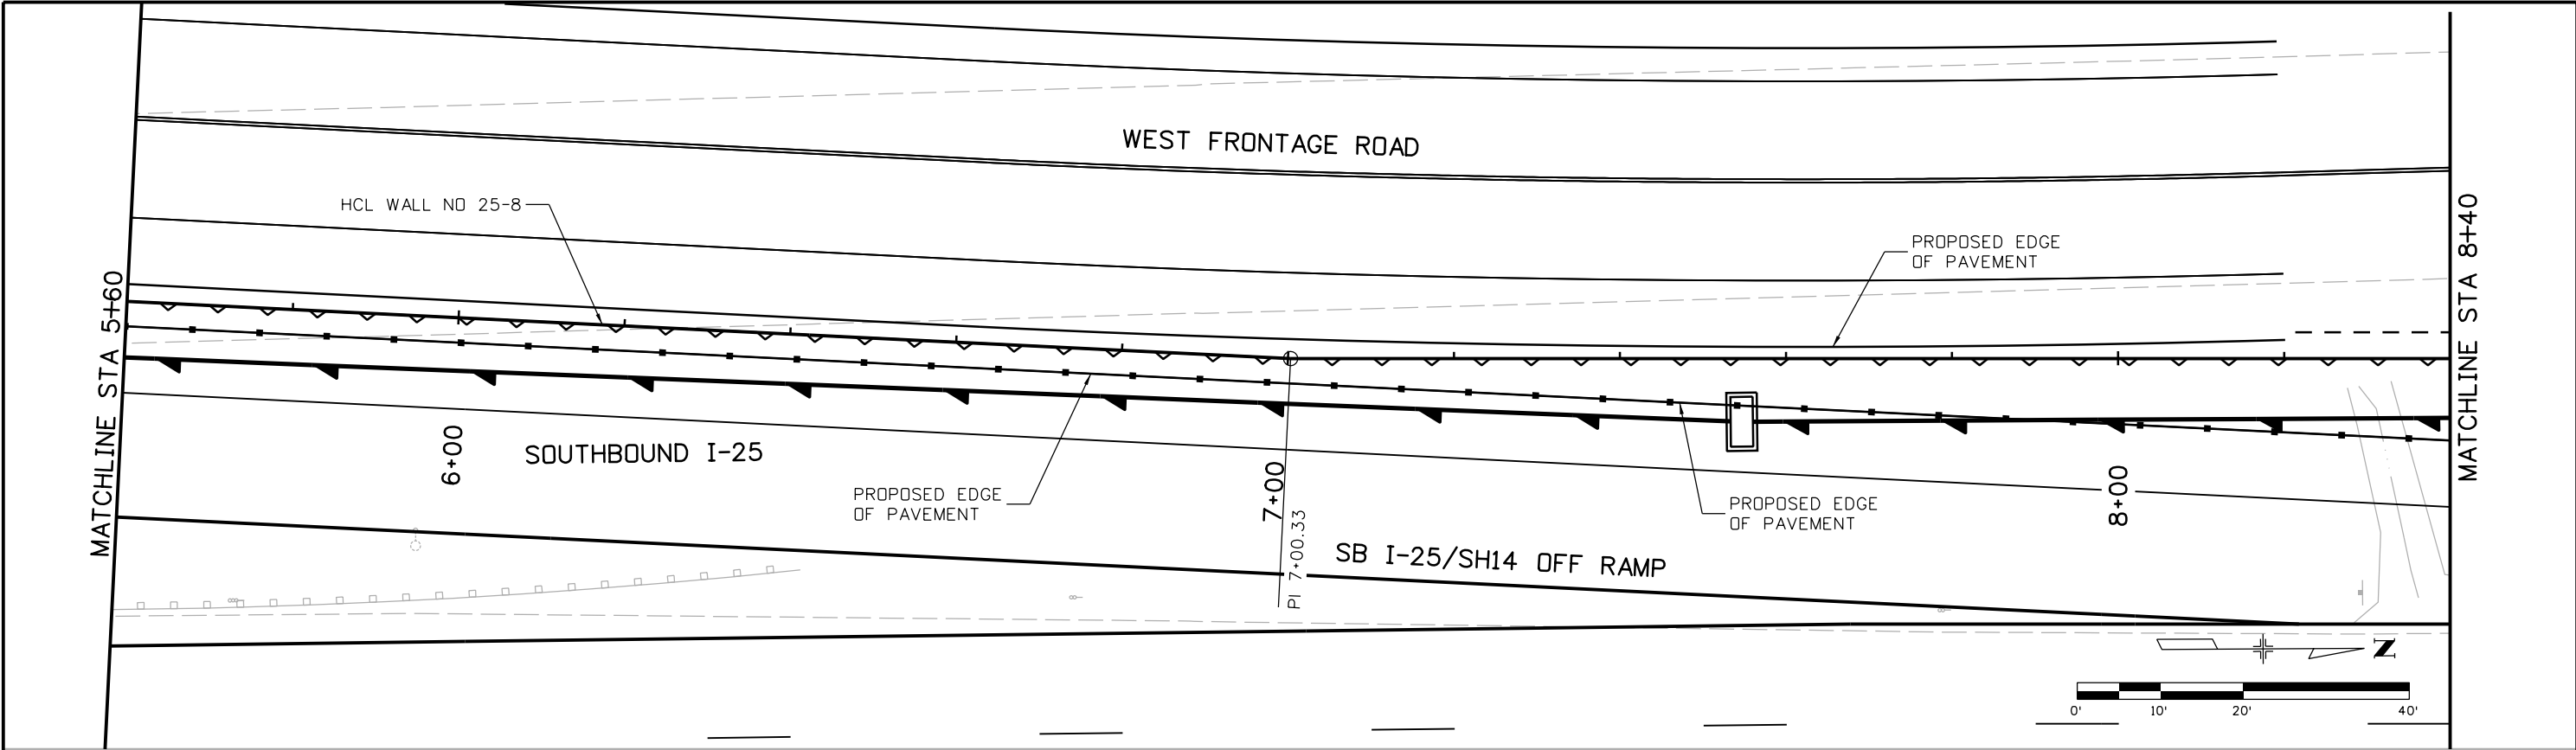 WEST FRONTAGE ROAD
HCL WALL NO 25-8
PROPOSED EDGE
OF PAVEMENT
MATCHLINE STA 5+60
MATCHLINE STA 8+40
6+00
SOUTHBOUND I-25
PROPOSED EDGE
OF PAVEMENT
7+00
PI 7+00.33
PROPOSED EDGE
OF PAVEMENT
8+00
SB I-25/SH14 OFF RAMP
N
0' 10' 20' 40'